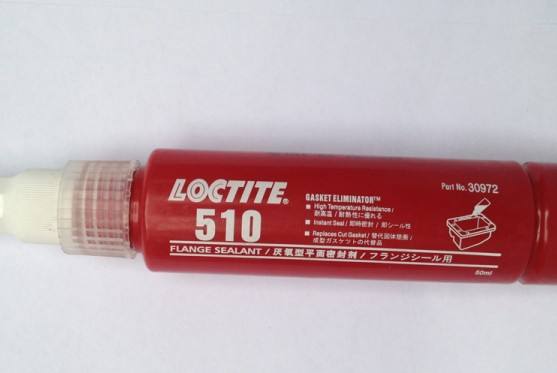 LOCTITE®
510
GASKET ELIMINATOR™
Part No. 30972
■ High Temperature Resistance /
耐高温 / 耐熱性に優れる
■ Instant Seal / 即時密封 / 即シール性
■ Replaces Cut Gasket / 替代固体垫衝 /
成型ガスケットの代替品
FLANGE SEALANT / 厌氧型平面密封剂 / フランジシール用
50ml